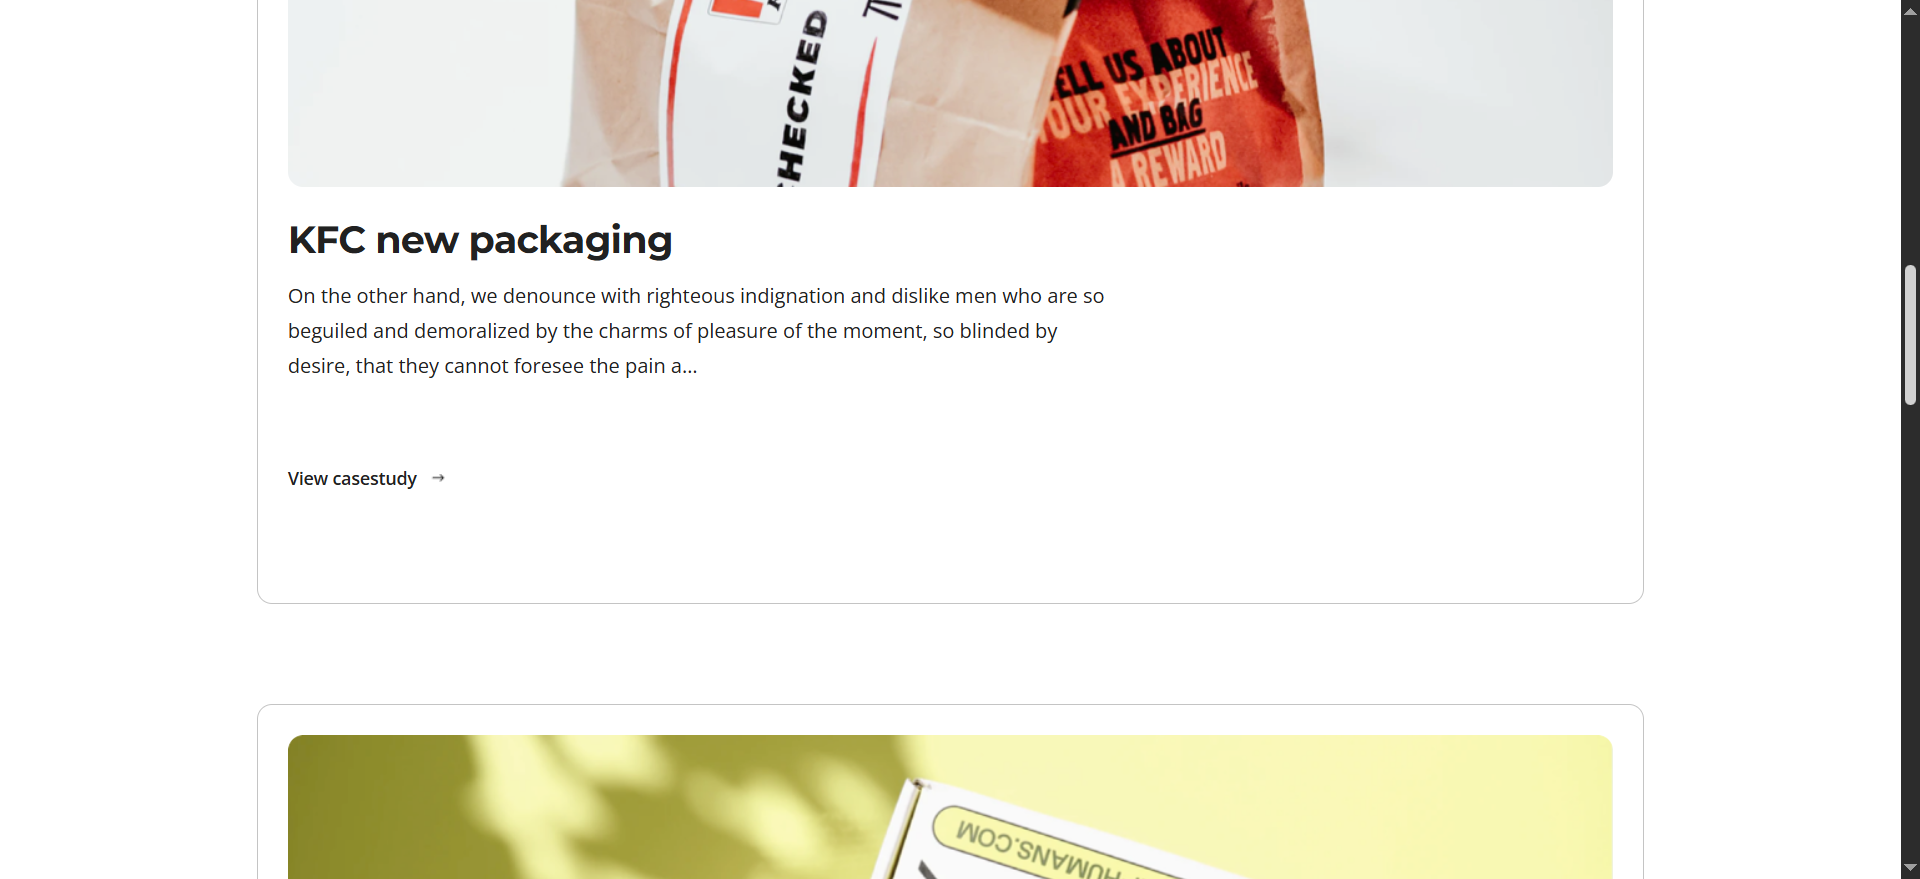 CHECKED
TELL US ABOUT
YOUR EXPERIENCE
AND BAG
A REWARD
KFC new packaging
On the other hand, we denounce with righteous indignation and dislike men who are so
beguiled and demoralized by the charms of pleasure of the moment, so blinded by
desire, that they cannot foresee the pain a...
View casestudy →
HUMANS.COM